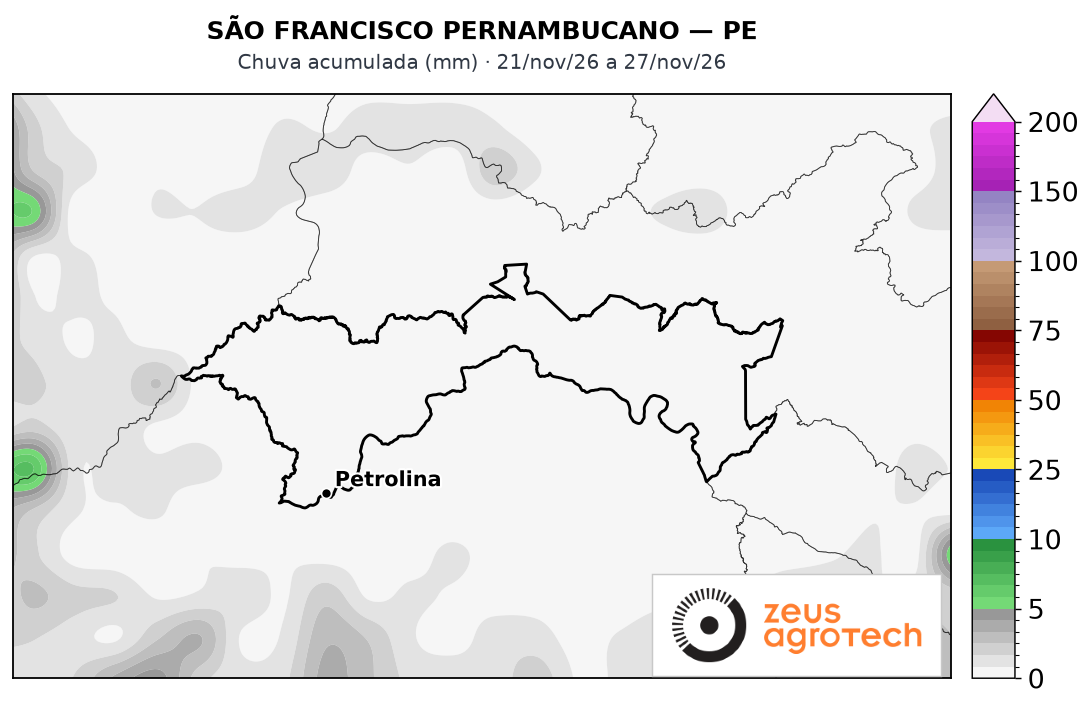 SÃO FRANCISCO PERNAMBUCANO — PE
Chuva acumulada (mm) · 21/nov/26 a 27/nov/26
200
150
100
75
50
25
10
5
0
Petrolina
zeus
agrotech